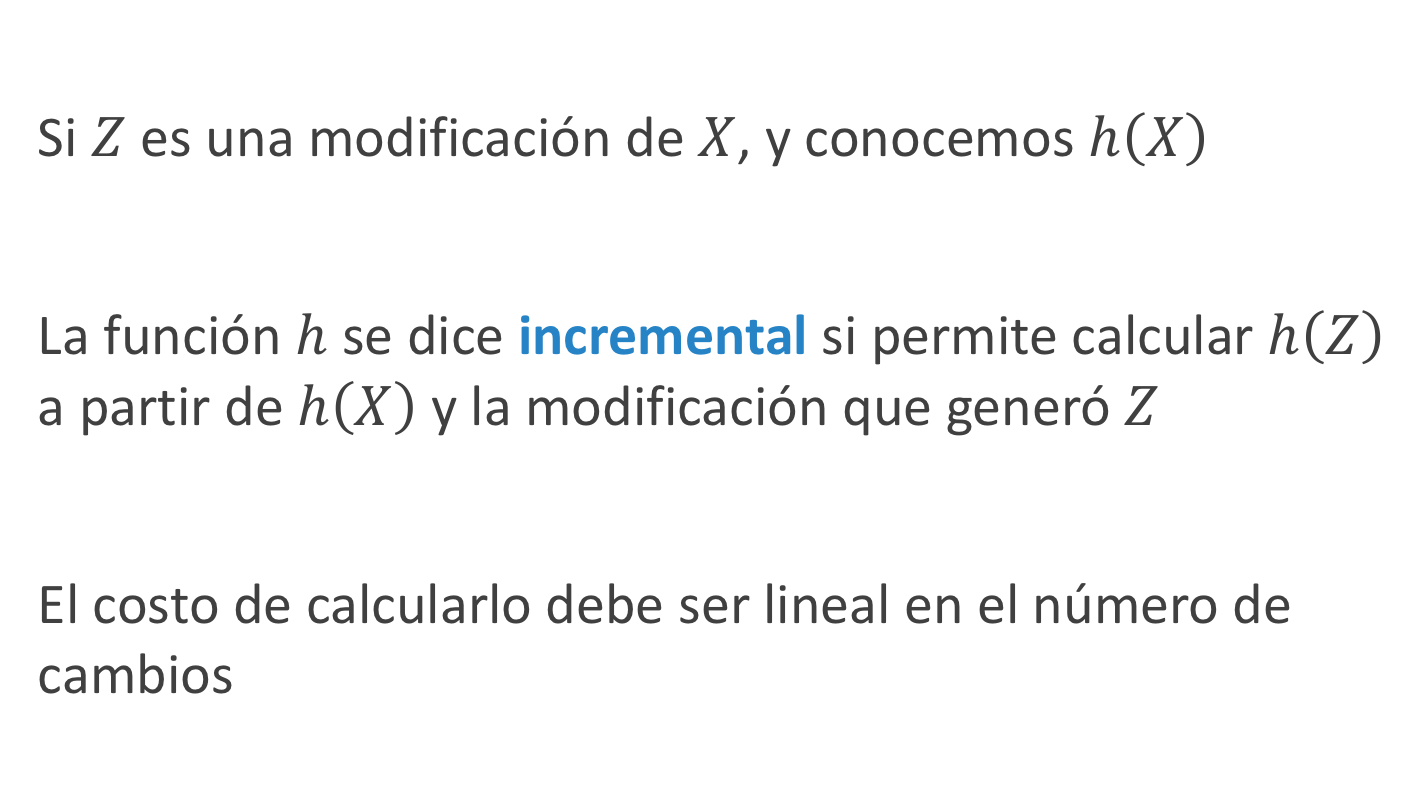 Si Z es una modificación de X, y conocemos h(X)
La función h se dice incremental si permite calcular h(Z)
a partir de h(X) y la modificación que generó Z
El costo de calcularlo debe ser lineal en el número de
cambios